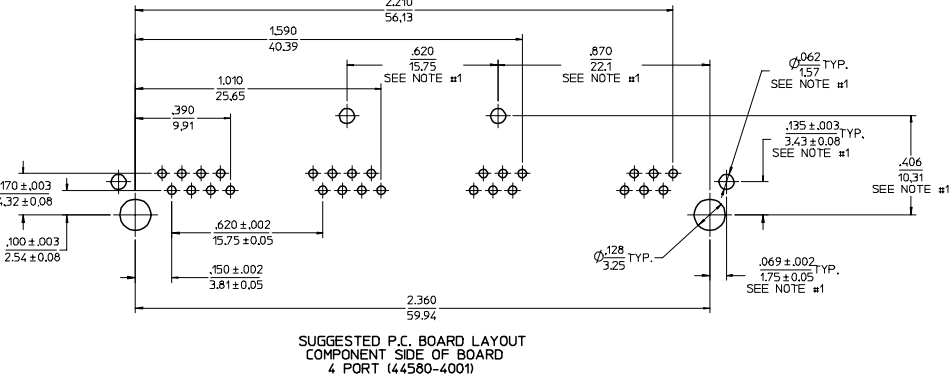 2.210
56,13
1.590
40.39
.620
15.75
SEE NOTE #1
.870
22.1
SEE NOTE #1
Ø .062 TYP.
1.57
SEE NOTE #1
1.010
25.65
.390
9,91
.135±.003 TYP.
3.43±0.08
SEE NOTE #1
.406
10,31
SEE NOTE #1
170±.003
4.32±0,08
.620±.002
15.75±0.05
.100±.003
2.54±0.08
.150±.002
3.81±0.05
Ø .128 TYP.
3.25
.069±.002 TYP.
1.75±0.05
SEE NOTE #1
2.360
59.94
SUGGESTED P.C. BOARD LAYOUT
COMPONENT SIDE OF BOARD
4 PORT (44580-4001)